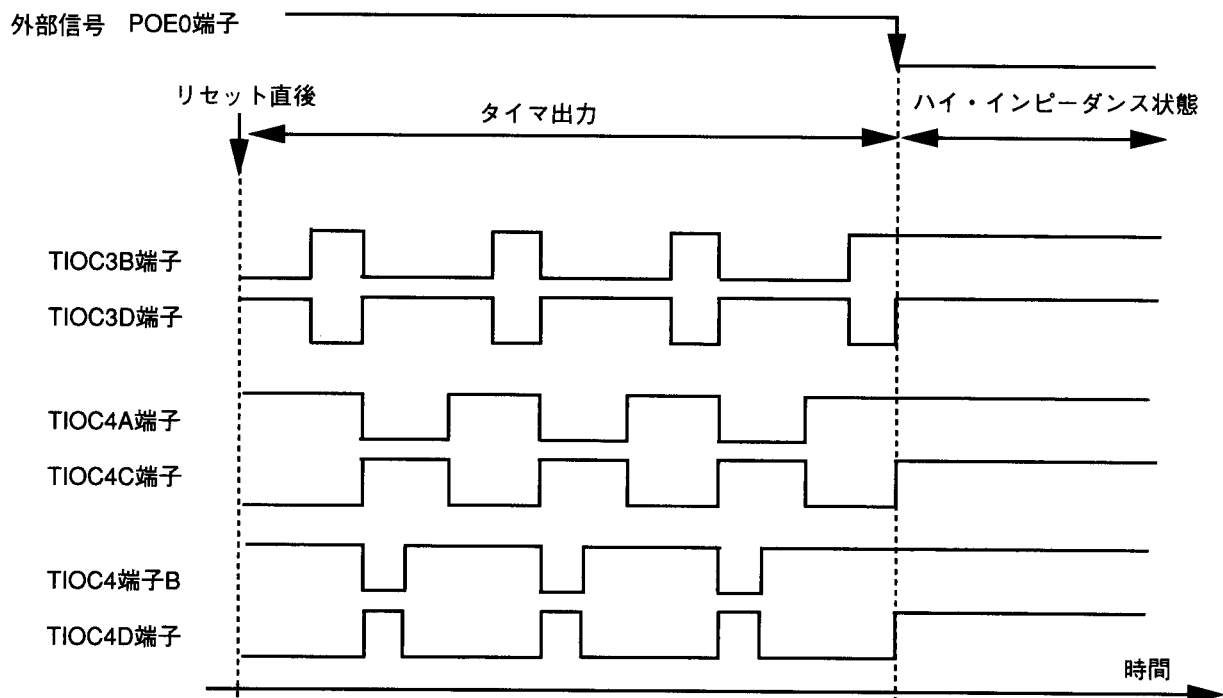 外部信号 POE0端子
リセット直後
タイマ出力
ハイ・インピーダンス状態
TIOC3B端子
TIOC3D端子
TIOC4A端子
TIOC4C端子
TIOC4端子B
TIOC4D端子
時間